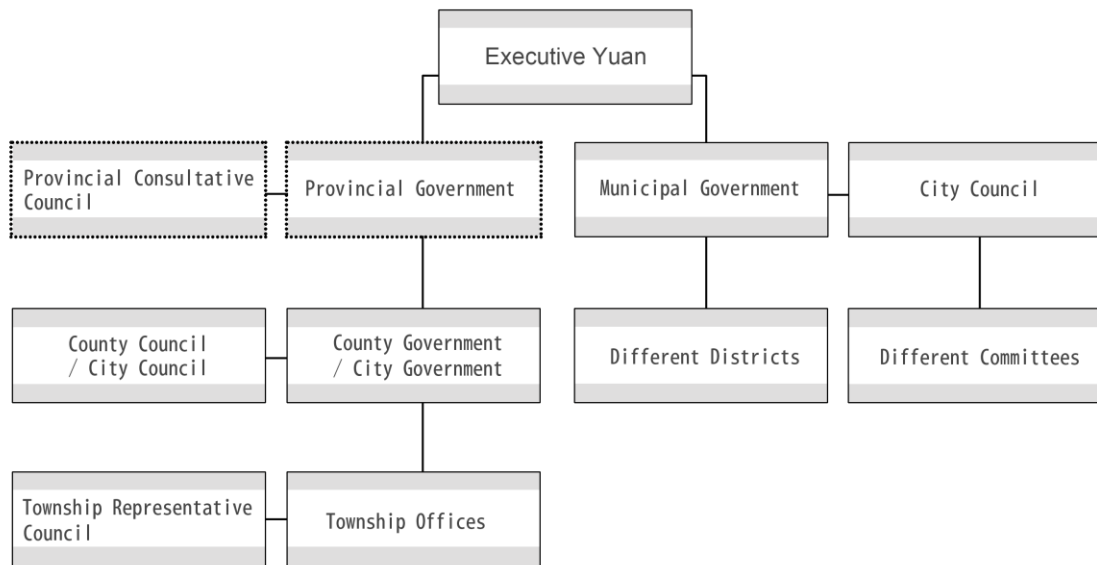 Executive Yuan
Provincial Consultative
Council
Provincial Government
Municipal Government
City Council
County Council
/ City Council
County Government
/ City Government
Different Districts
Different Committees
Township Representative
Council
Township Offices